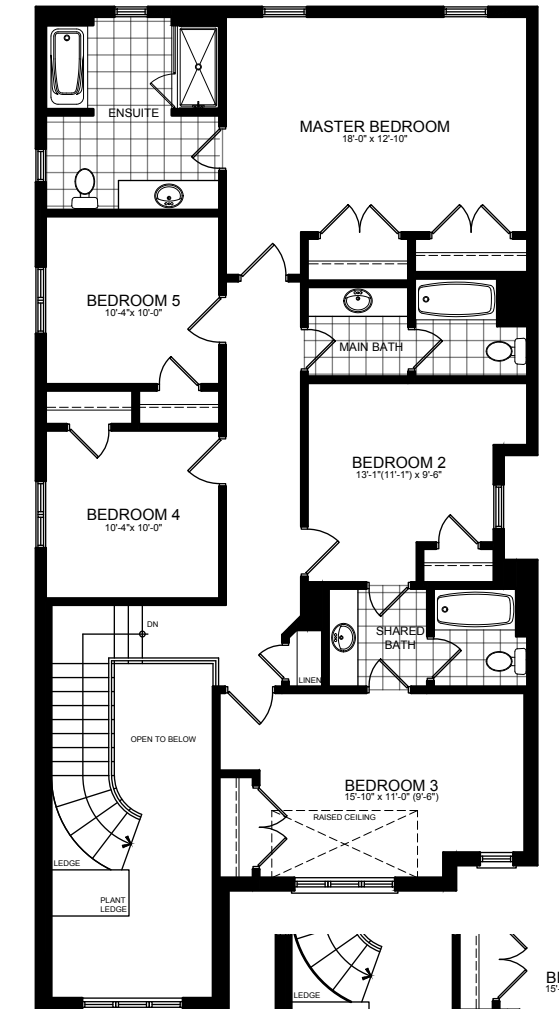 ENSUITE
MASTER BEDROOM
18'-0" x 12'-10"
BEDROOM 5
10'-4"x 10'-0"
MAIN BATH
BEDROOM 2
13'-1"(11'-1") x 9'-6"
BEDROOM 4
10'-4"x 10'-0"
DN
SHARED
BATH
LINEN
OPEN TO BELOW
BEDROOM 3
15'-10" x 11'-0" (9'-6")
RAISED CEILING
LEDGE
PLANT
LEDGE
LEDGE